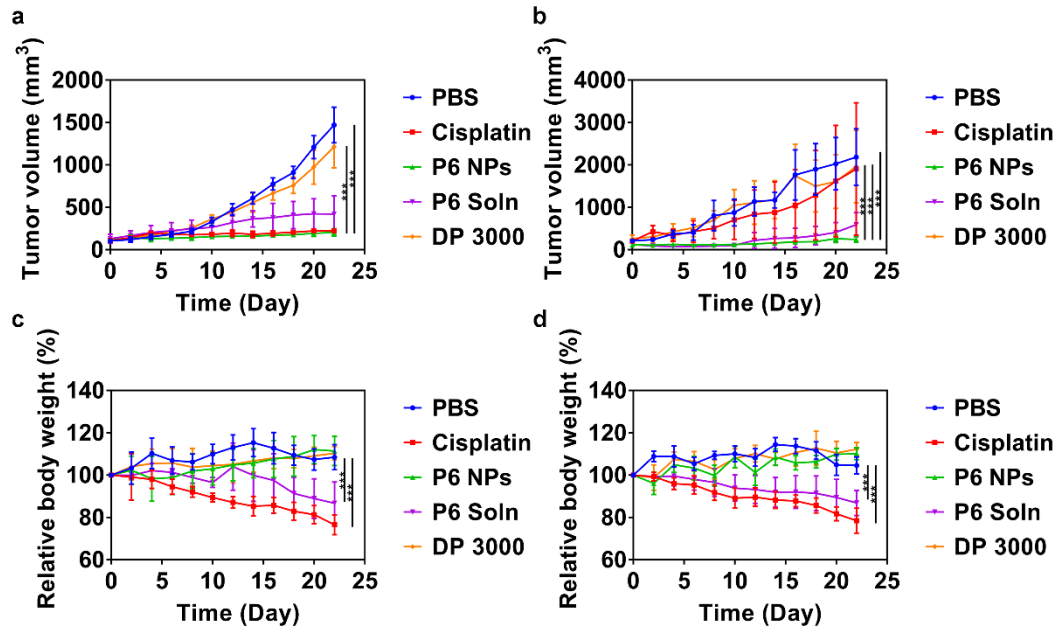 a
Tumor volume (mm³)
2000
1500
1000
500
0
0 5 10 15 20 25
Time (Day)
***
***
PBS
Cisplatin
P6 NPs
P6 Soln
DP 3000
b
Tumor volume (mm³)
4000
3000
2000
1000
0
0 5 10 15 20 25
Time (Day)
***
***
***
PBS
Cisplatin
P6 NPs
P6 Soln
DP 3000
c
Relative body weight (%)
140
120
100
80
60
0 5 10 15 20 25
Time (Day)
***
***
PBS
Cisplatin
P6 NPs
P6 Soln
DP 3000
d
Relative body weight (%)
140
120
100
80
60
0 5 10 15 20 25
Time (Day)
***
***
PBS
Cisplatin
P6 NPs
P6 Soln
DP 3000